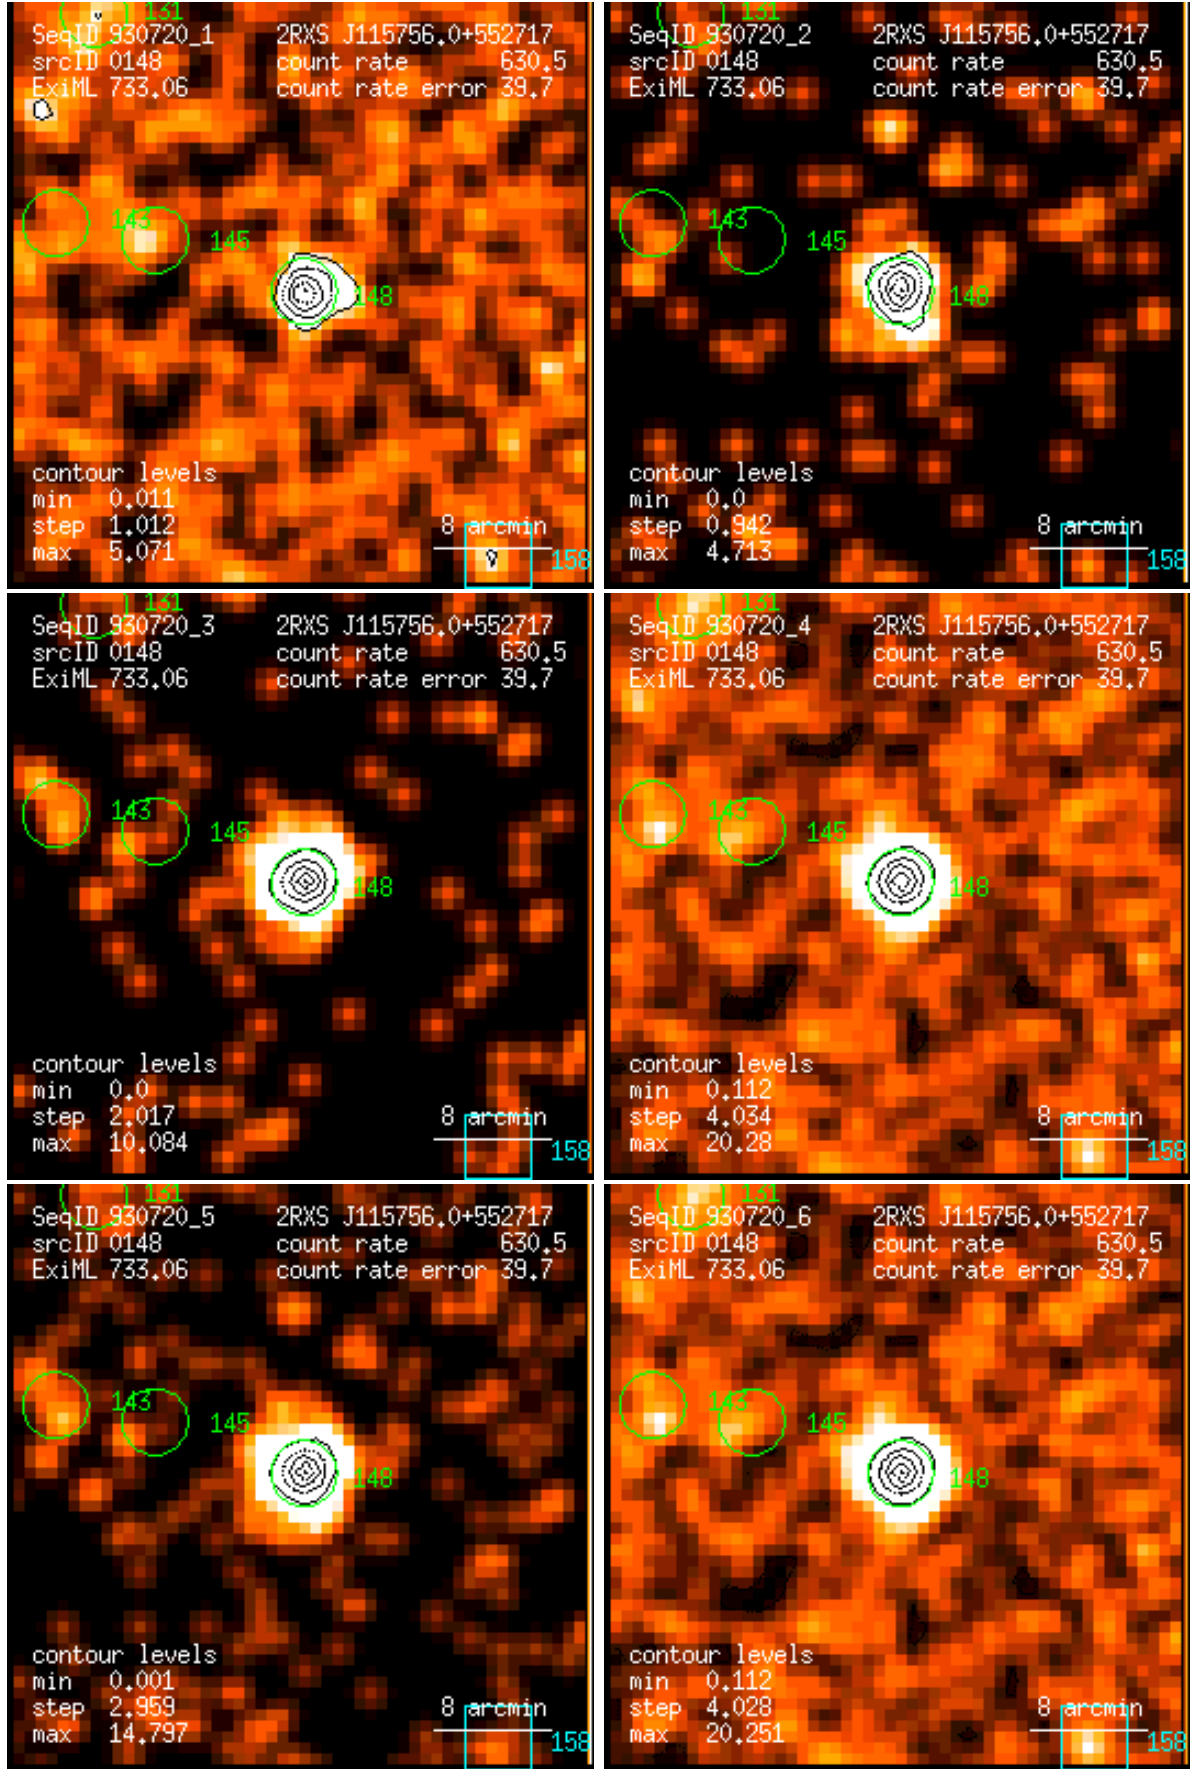 131
SeqID 930720_1 2RXS J115756.0+552717
srcID 0148 count rate 630.5
ExiML 733.06 count rate error 39.7
143
145
148
contour levels
min 0.011
step 1.012 8 arcmin
max 5.071 158
131
SeqID 930720_2 2RXS J115756.0+552717
srcID 0148 count rate 630.5
ExiML 733.06 count rate error 39.7
143
145
148
contour levels
min 0.0
step 0.942 8 arcmin
max 4.713 158
131
SeqID 930720_3 2RXS J115756.0+552717
srcID 0148 count rate 630.5
ExiML 733.06 count rate error 39.7
143
145
148
contour levels
min 0.0
step 2.017 8 arcmin
max 10.084 158
131
SeqID 930720_4 2RXS J115756.0+552717
srcID 0148 count rate 630.5
ExiML 733.06 count rate error 39.7
143
145
148
contour levels
min 0.112
step 4.034 8 arcmin
max 20.28 158
131
SeqID 930720_5 2RXS J115756.0+552717
srcID 0148 count rate 630.5
ExiML 733.06 count rate error 39.7
143
145
148
contour levels
min 0.001
step 2.959 8 arcmin
max 14.797 158
131
SeqID 930720_6 2RXS J115756.0+552717
srcID 0148 count rate 630.5
ExiML 733.06 count rate error 39.7
143
145
148
contour levels
min 0.112
step 4.028 8 arcmin
max 20.251 158